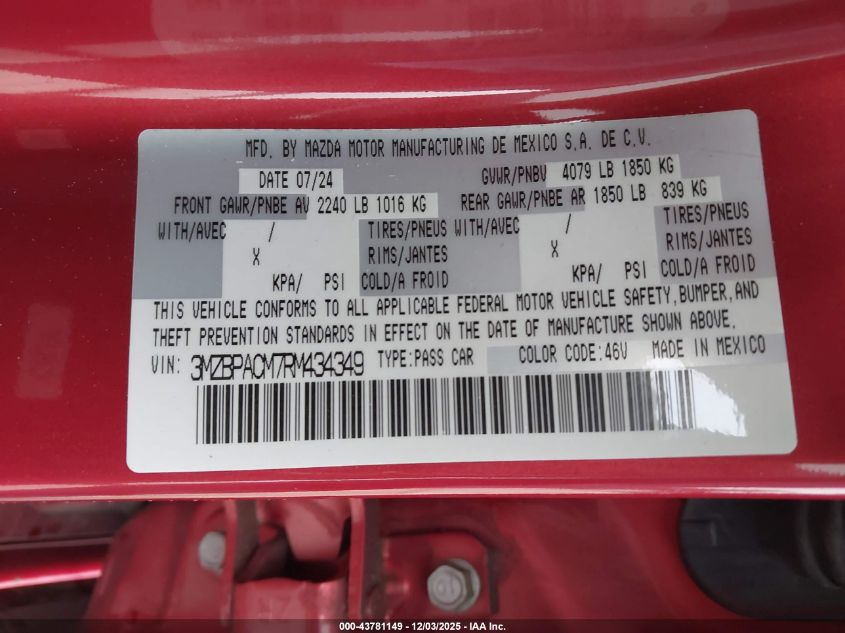 MFD. BY MAZDA MOTOR MANUFACTURING DE MEXICO S.A. DE C.V.
DATE 07/24 GVWR/PNBV 4079 LB 1850 KG
FRONT GAWR/PNBE AV 2240 LB 1016 KG REAR GAWR/PNBE AR 1850 LB 839 KG
WITH/AVEC / TIRES/PNEUS WITH/AVEC / TIRES/PNEUS
X RIMS/JANTES X RIMS/JANTES
KPA/ PSI COLD/A FROID KPA/ PSI COLD/A FROID
THIS VEHICLE CONFORMS TO ALL APPLICABLE FEDERAL MOTOR VEHICLE SAFETY, BUMPER, AND
THEFT PREVENTION STANDARDS IN EFFECT ON THE DATE OF MANUFACTURE SHOWN ABOVE.
VIN: 3MZBPACM7RM434349 TYPE:PASS CAR COLOR CODE:46V MADE IN MEXICO
000-43781149 - 12/03/2025 - IAA Inc.